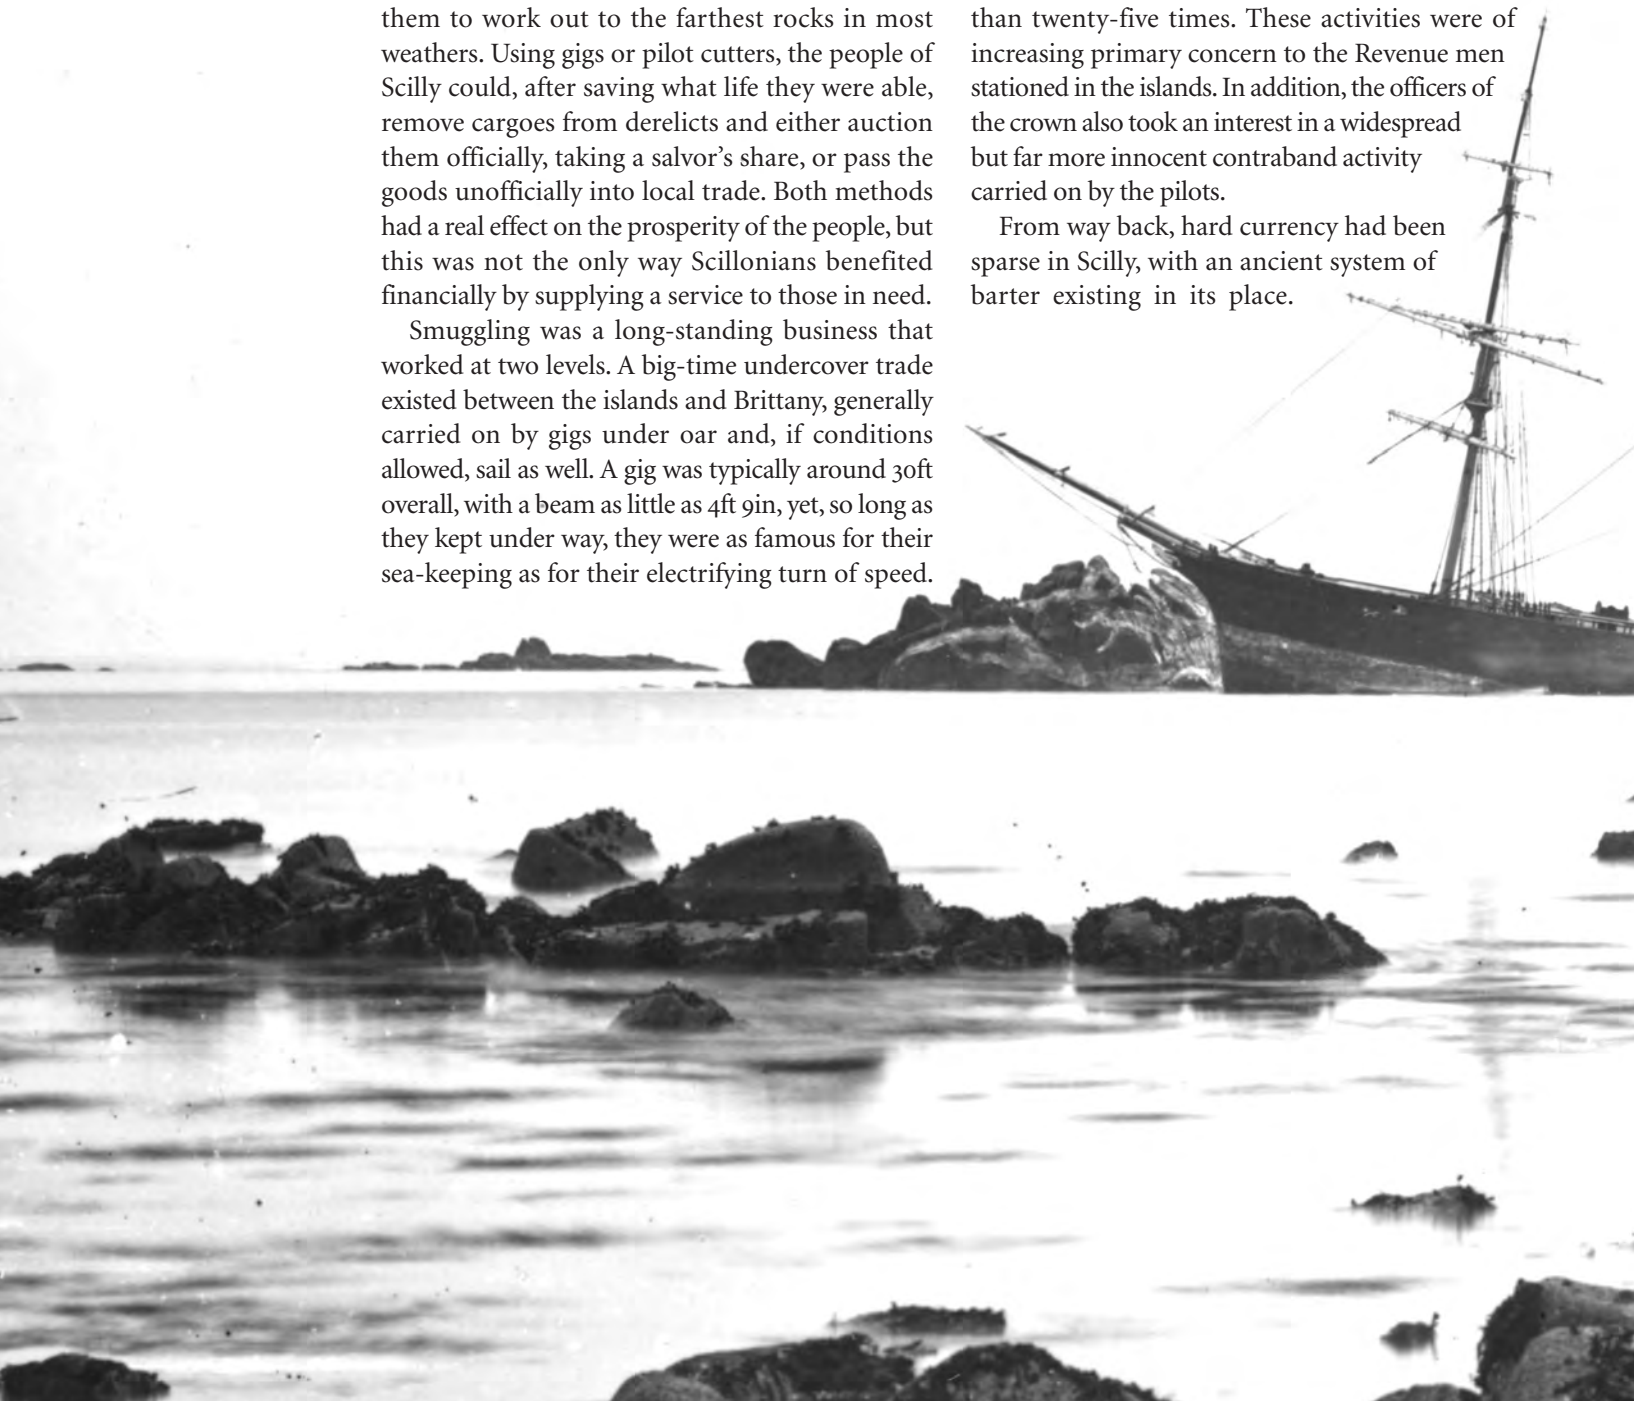 them to work out to the farthest rocks in most
weathers. Using gigs or pilot cutters, the people of
Scilly could, after saving what life they were able,
remove cargoes from derelicts and either auction
them officially, taking a salvor’s share, or pass the
goods unofficially into local trade. Both methods
had a real effect on the prosperity of the people, but
this was not the only way Scillonians benefited
financially by supplying a service to those in need.
Smuggling was a long-standing business that
worked at two levels. A big-time undercover trade
existed between the islands and Brittany, generally
carried on by gigs under oar and, if conditions
allowed, sail as well. A gig was typically around 30ft
overall, with a beam as little as 4ft 9in, yet, so long as
they kept under way, they were as famous for their
sea-keeping as for their electrifying turn of speed.
than twenty-five times. These activities were of
increasing primary concern to the Revenue men
stationed in the islands. In addition, the officers of
the crown also took an interest in a widespread
but far more innocent contraband activity
carried on by the pilots.
From way back, hard currency had been
sparse in Scilly, with an ancient system of
barter existing in its place.